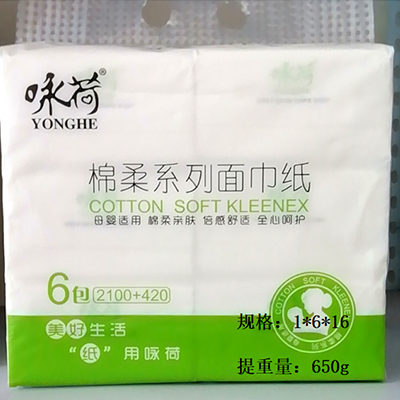 咏荷®
YONGHE
棉柔系列面巾纸
COTTON SOFT KLEENEX
母婴适用 棉柔亲肤 倍感舒适 全心呵护
6包 2100+420
美好生活
“纸”用咏荷
COTTON SOFT KLEENEX
规格：1*6*16
提重量：650g